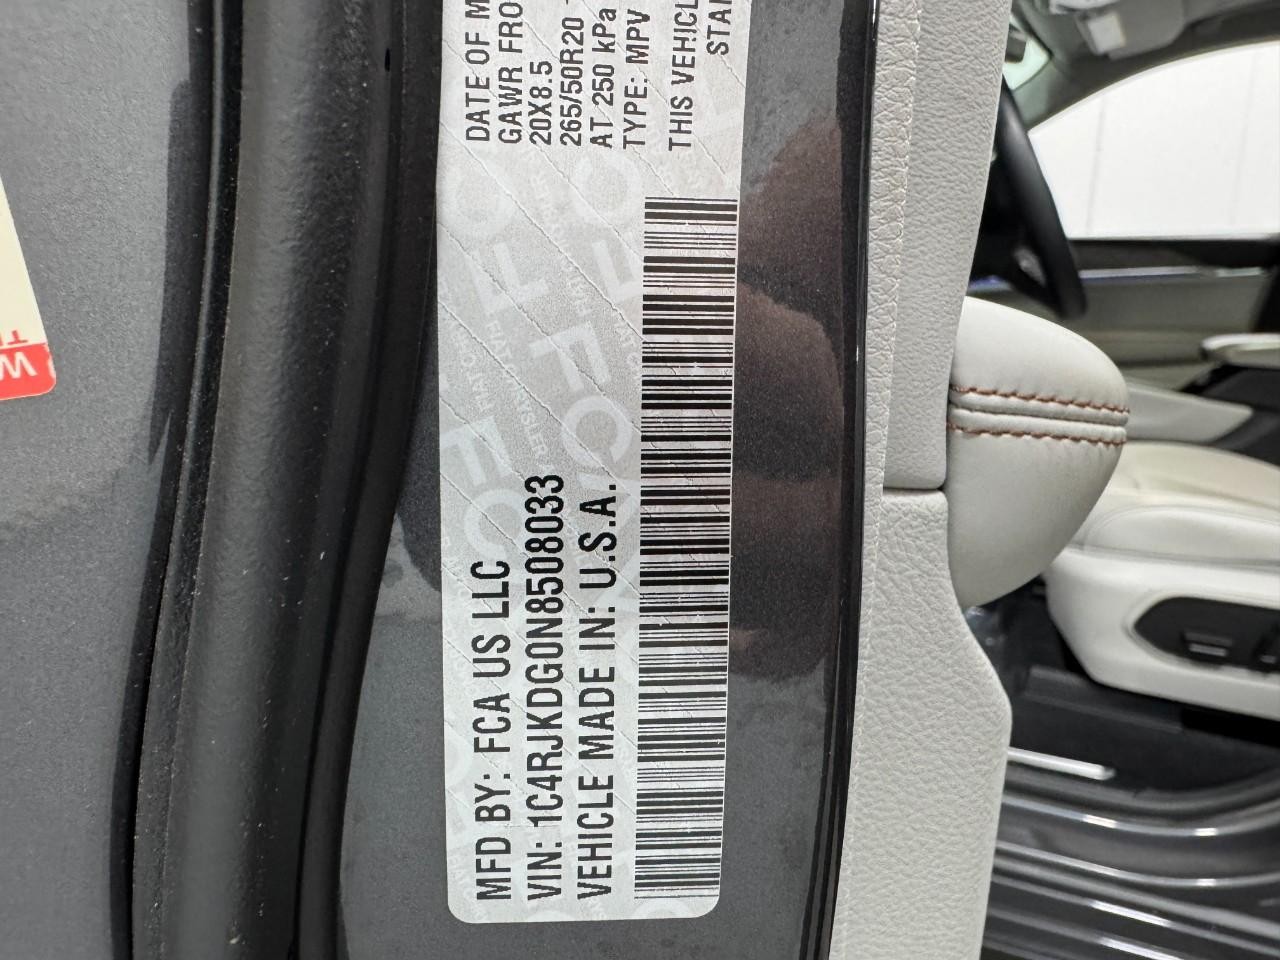 MFD BY: FCA US LLC
VIN: 1C4RJKDG0N8508033
VEHICLE MADE IN: U.S.A.
DATE OF M
GAWR FRO
20X8.5
265/50R20
AT 250 kPa
TYPE: MPV
THIS VEHICL
STAN
W